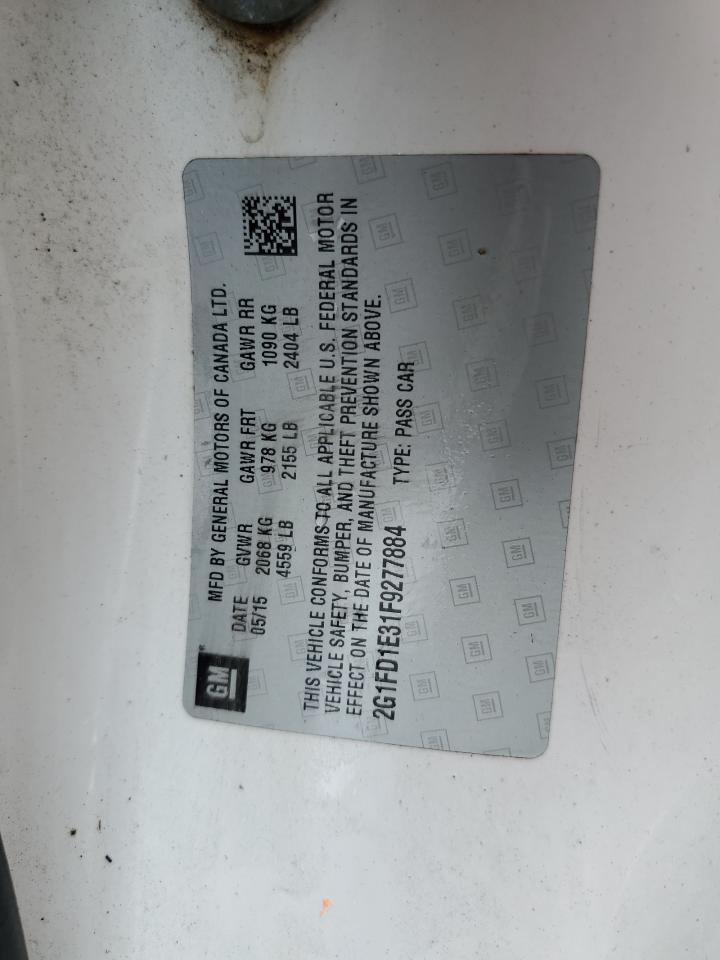 GM®
MFD BY GENERAL MOTORS OF CANADA LTD.
DATE GVWR GAWR FRT GAWR RR
05/15 2068 KG 978 KG 1090 KG
4559 LB 2155 LB 2404 LB
THIS VEHICLE CONFORMS TO ALL APPLICABLE U.S. FEDERAL MOTOR
VEHICLE SAFETY, BUMPER, AND THEFT PREVENTION STANDARDS IN
EFFECT ON THE DATE OF MANUFACTURE SHOWN ABOVE.
2G1FD1E31F9277884 TYPE: PASS CAR